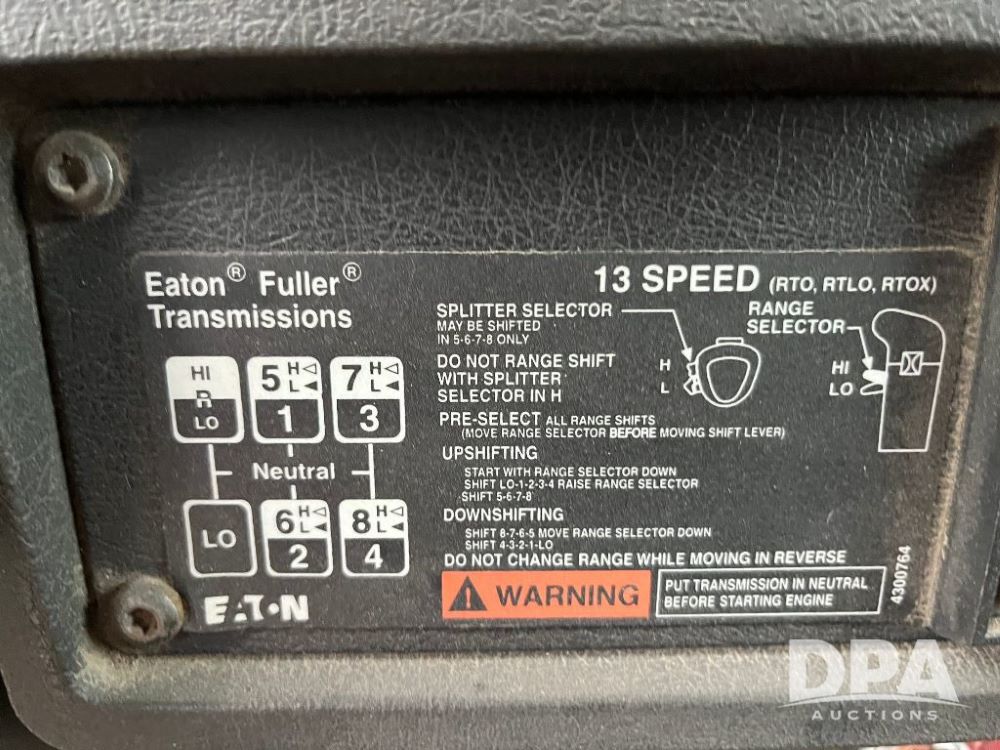 Eaton® Fuller®
Transmissions
13 SPEED (RTO, RTLO, RTOX)
SPLITTER SELECTOR
MAY BE SHIFTED
IN 5-6-7-8 ONLY
RANGE
SELECTOR
DO NOT RANGE SHIFT
WITH SPLITTER
SELECTOR IN H
H
L
HI
LO
PRE-SELECT ALL RANGE SHIFTS
(MOVE RANGE SELECTOR BEFORE MOVING SHIFT LEVER)
UPSHIFTING
START WITH RANGE SELECTOR DOWN
SHIFT LO-1-2-3-4 RAISE RANGE SELECTOR
SHIFT 5-6-7-8
DOWNSHIFTING
SHIFT 8-7-6-5 MOVE RANGE SELECTOR DOWN
SHIFT 4-3-2-1-LO
DO NOT CHANGE RANGE WHILE MOVING IN REVERSE
WARNING
PUT TRANSMISSION IN NEUTRAL
BEFORE STARTING ENGINE
4300764
HI
R
LO
5 H
L
1
7 H
L
3
Neutral
LO
6 H
L
2
8 H
L
4
EATON
DPA
AUCTIONS